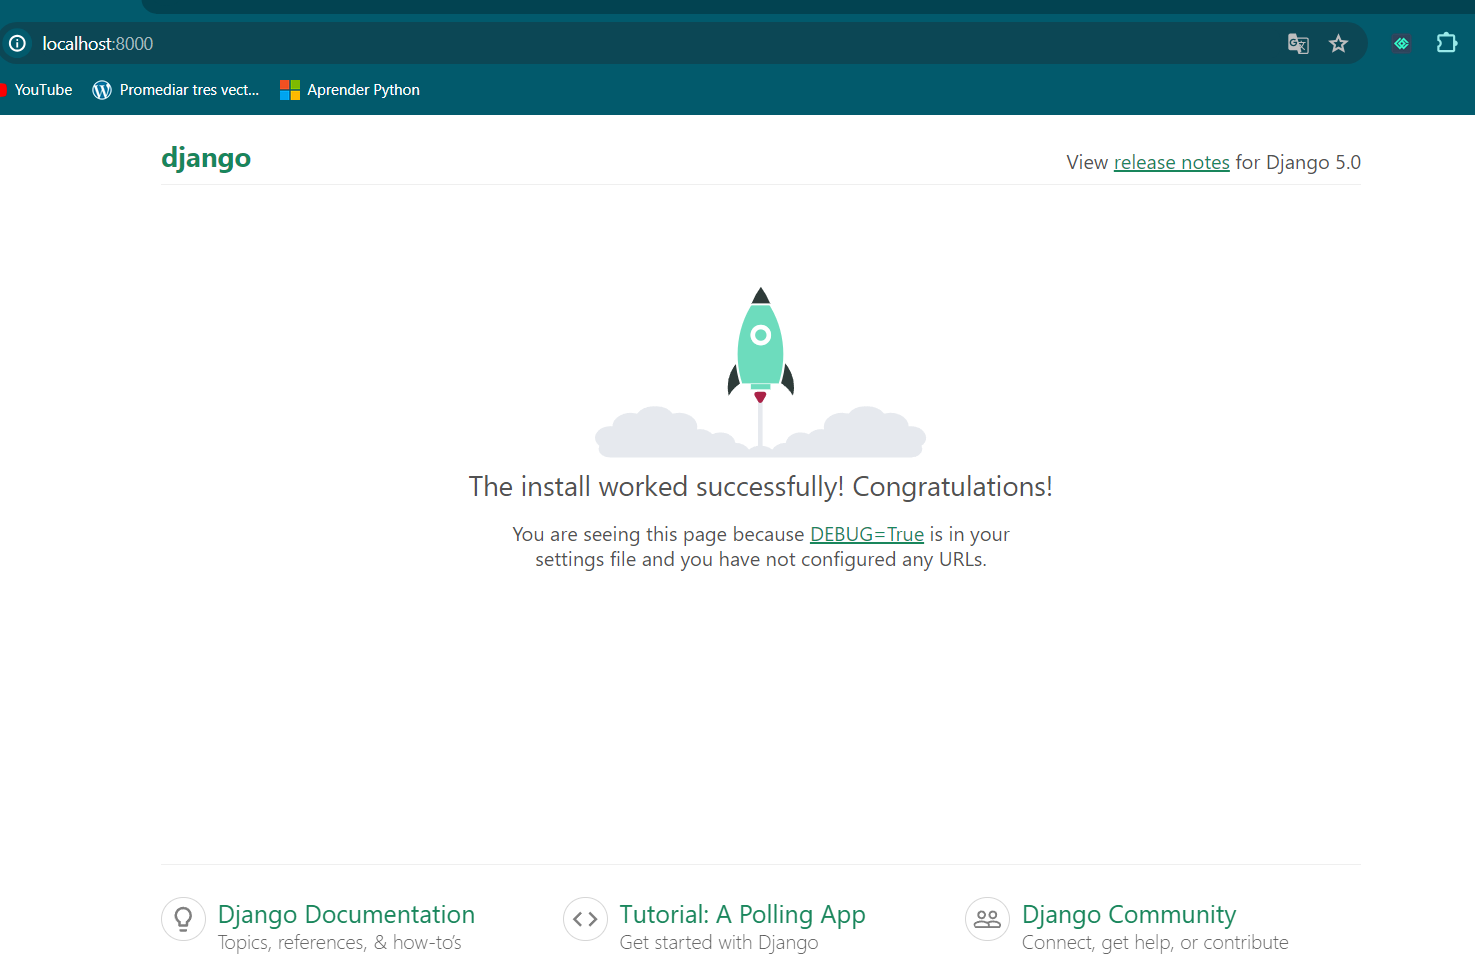 localhost:8000
YouTube
Promediar tres vect...
Aprender Python
django
View release notes for Django 5.0
The install worked successfully! Congratulations!
You are seeing this page because DEBUG=True is in your
settings file and you have not configured any URLs.
Django Documentation
Topics, references, & how-to’s
Tutorial: A Polling App
Get started with Django
Django Community
Connect, get help, or contribute